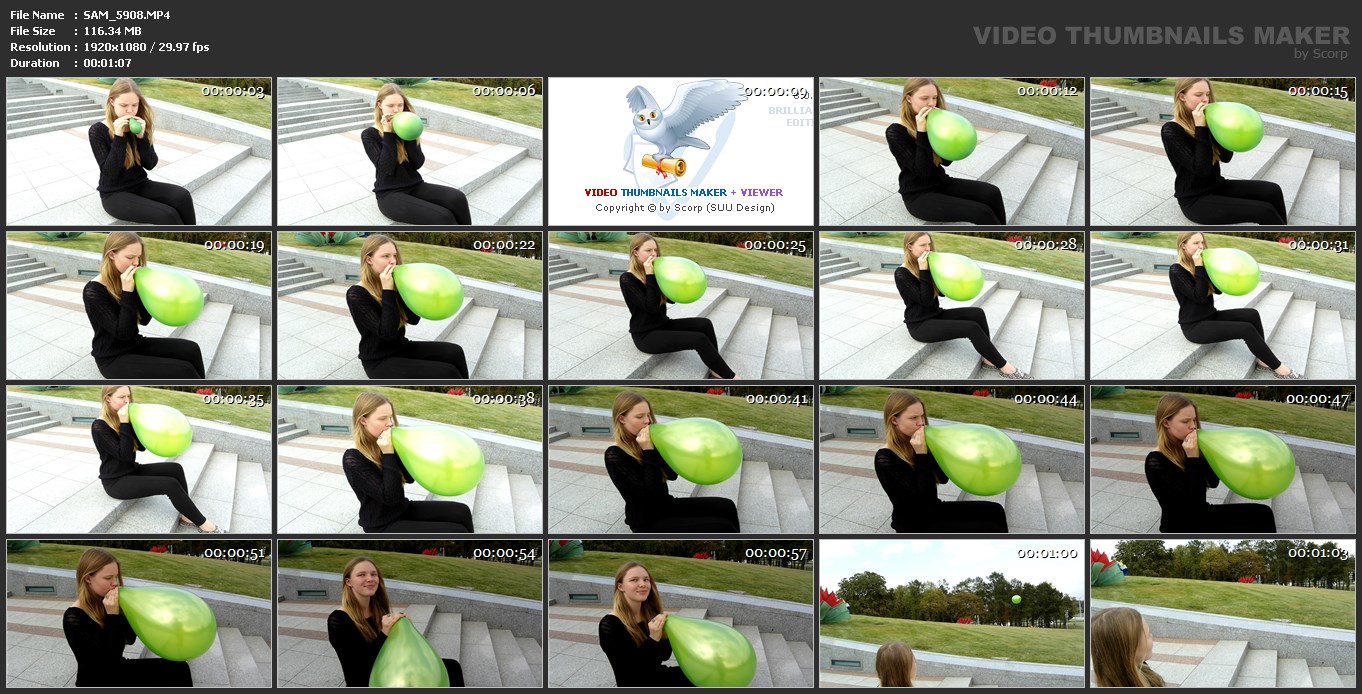 File Name : SAM_5908.MP4
File Size : 116.34 MB
Resolution : 1920x1080 / 29.97 fps
Duration : 00:01:07
VIDEO THUMBNAILS MAKER
by Scorp
00:00:03
00:00:06
00:00:09
BRILLIA
EDIT
VIDEO THUMBNAILS MAKER + VIEWER
Copyright © by Scorp (SUU Design)
00:00:12
00:00:15
00:00:19
00:00:22
00:00:25
00:00:28
00:00:31
00:00:35
00:00:38
00:00:41
00:00:44
00:00:47
00:00:51
00:00:54
00:00:57
00:01:00
00:01:03